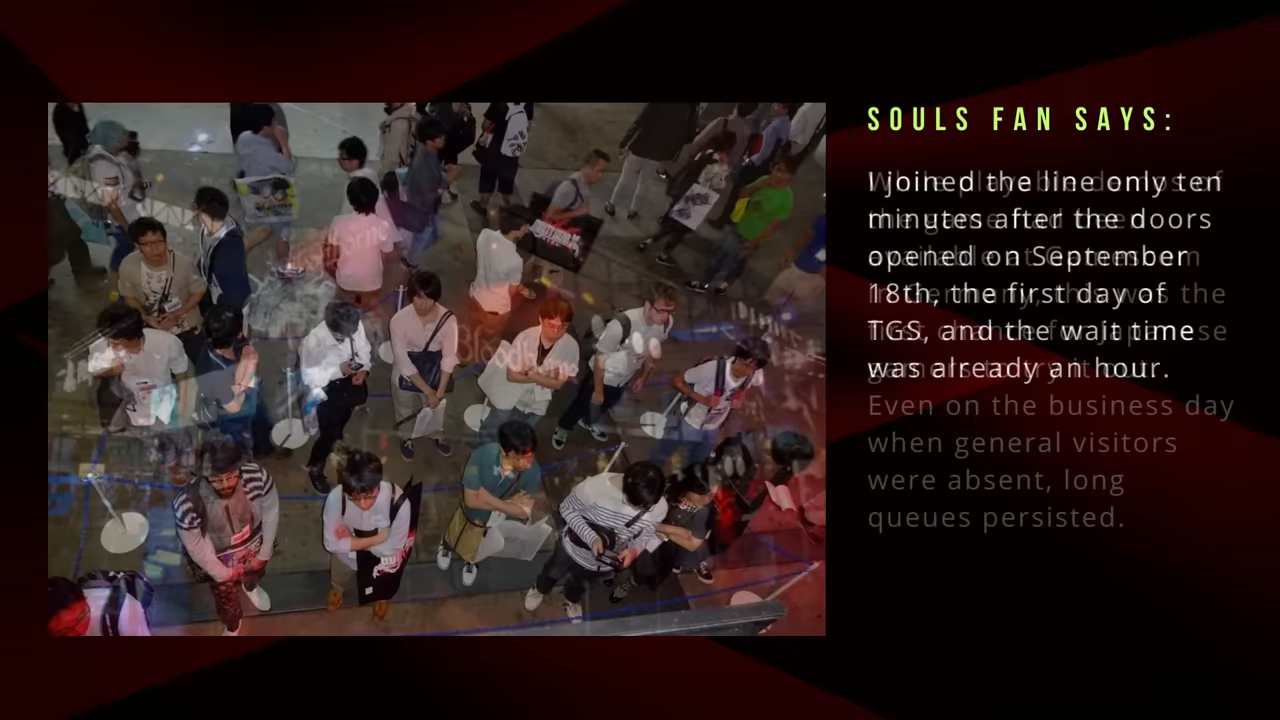 SOULS FAN SAYS:
I joined the line only ten
minutes after the doors
opened on September
18th, the first day of
TGS, and the wait time
was already an hour.
Even on the business day
when general visitors
were absent, long
queues persisted.
Bloodborne